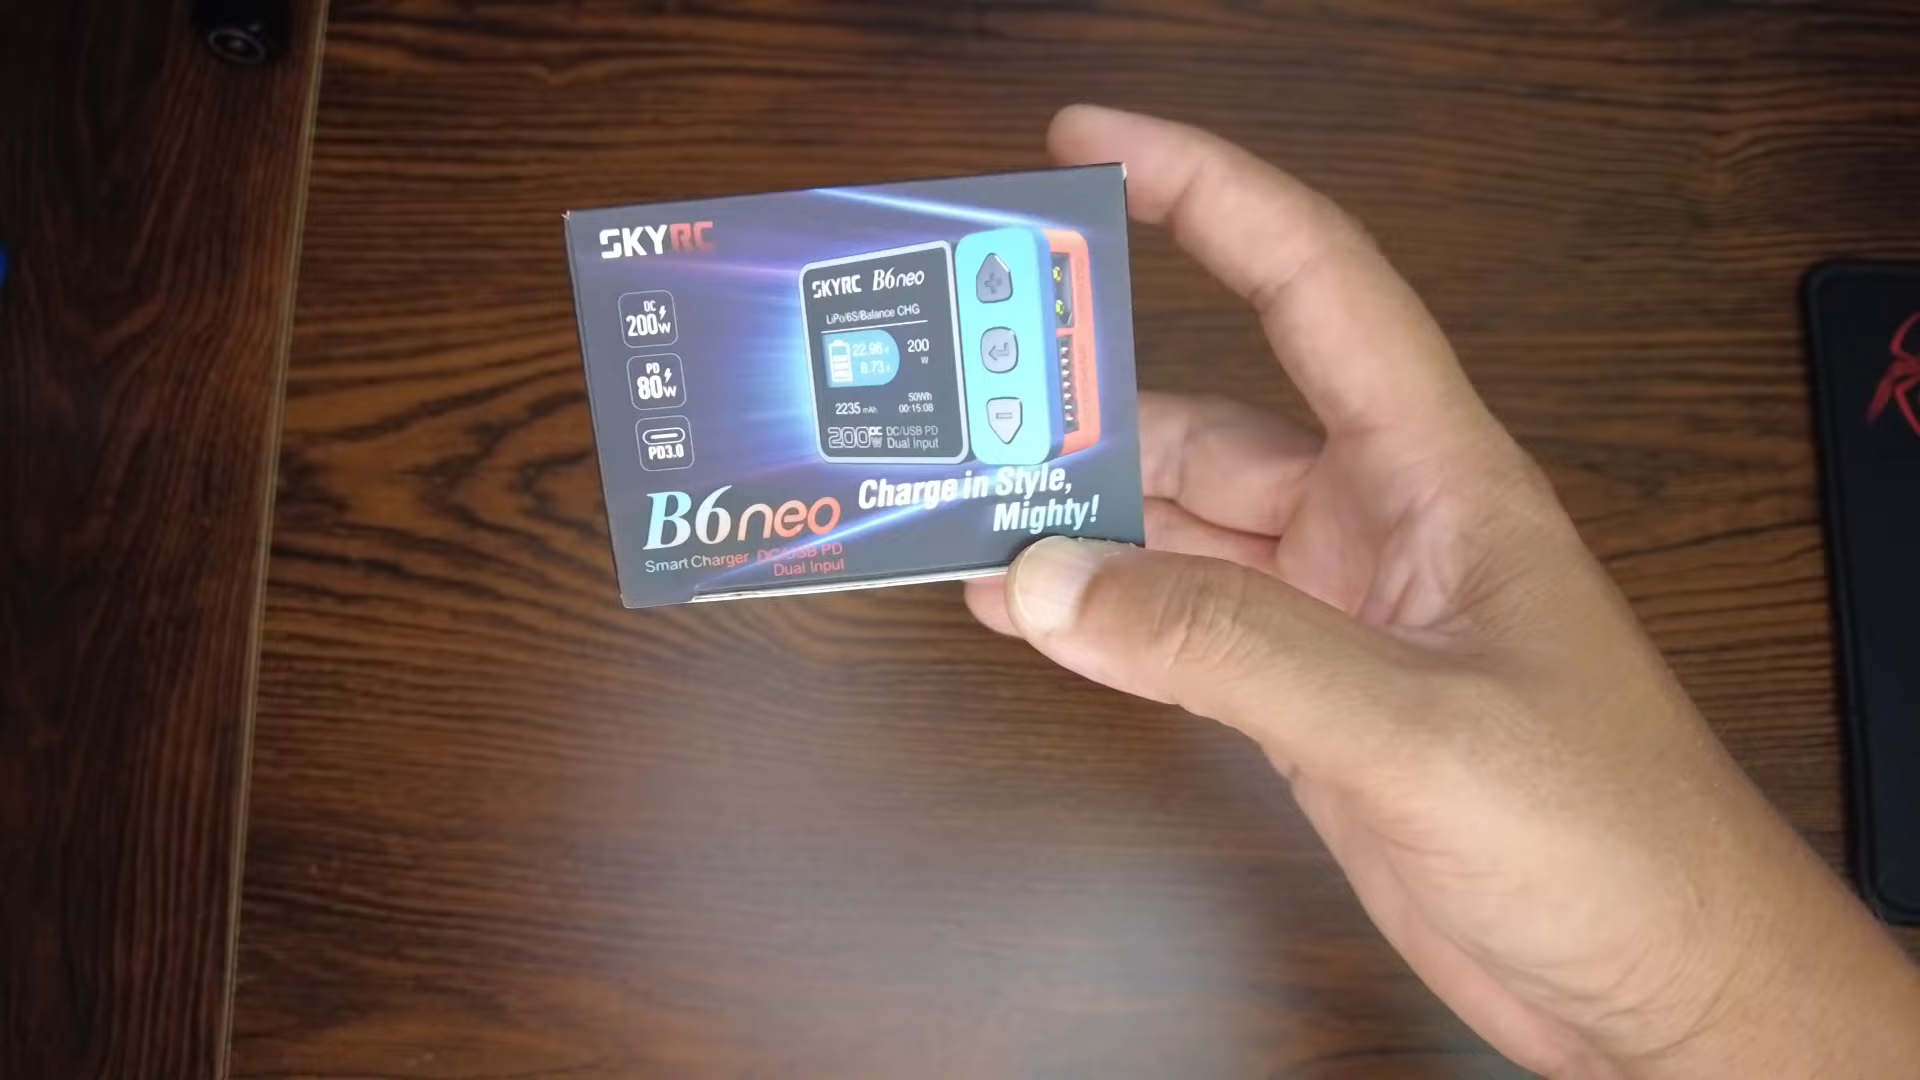 SKYRC
DC
200W
PD
80W
PD3.0
SKYRC B6neo
LiPo/6S/Balance CHG
22.96V
8.73A
200
W
2235 mAh
50Wh
00:15:08
200W DC
DC/USB PD
Dual Input
B6neo
Smart Charger DC/USB PD
Dual Input
Charge in Style,
Mighty!